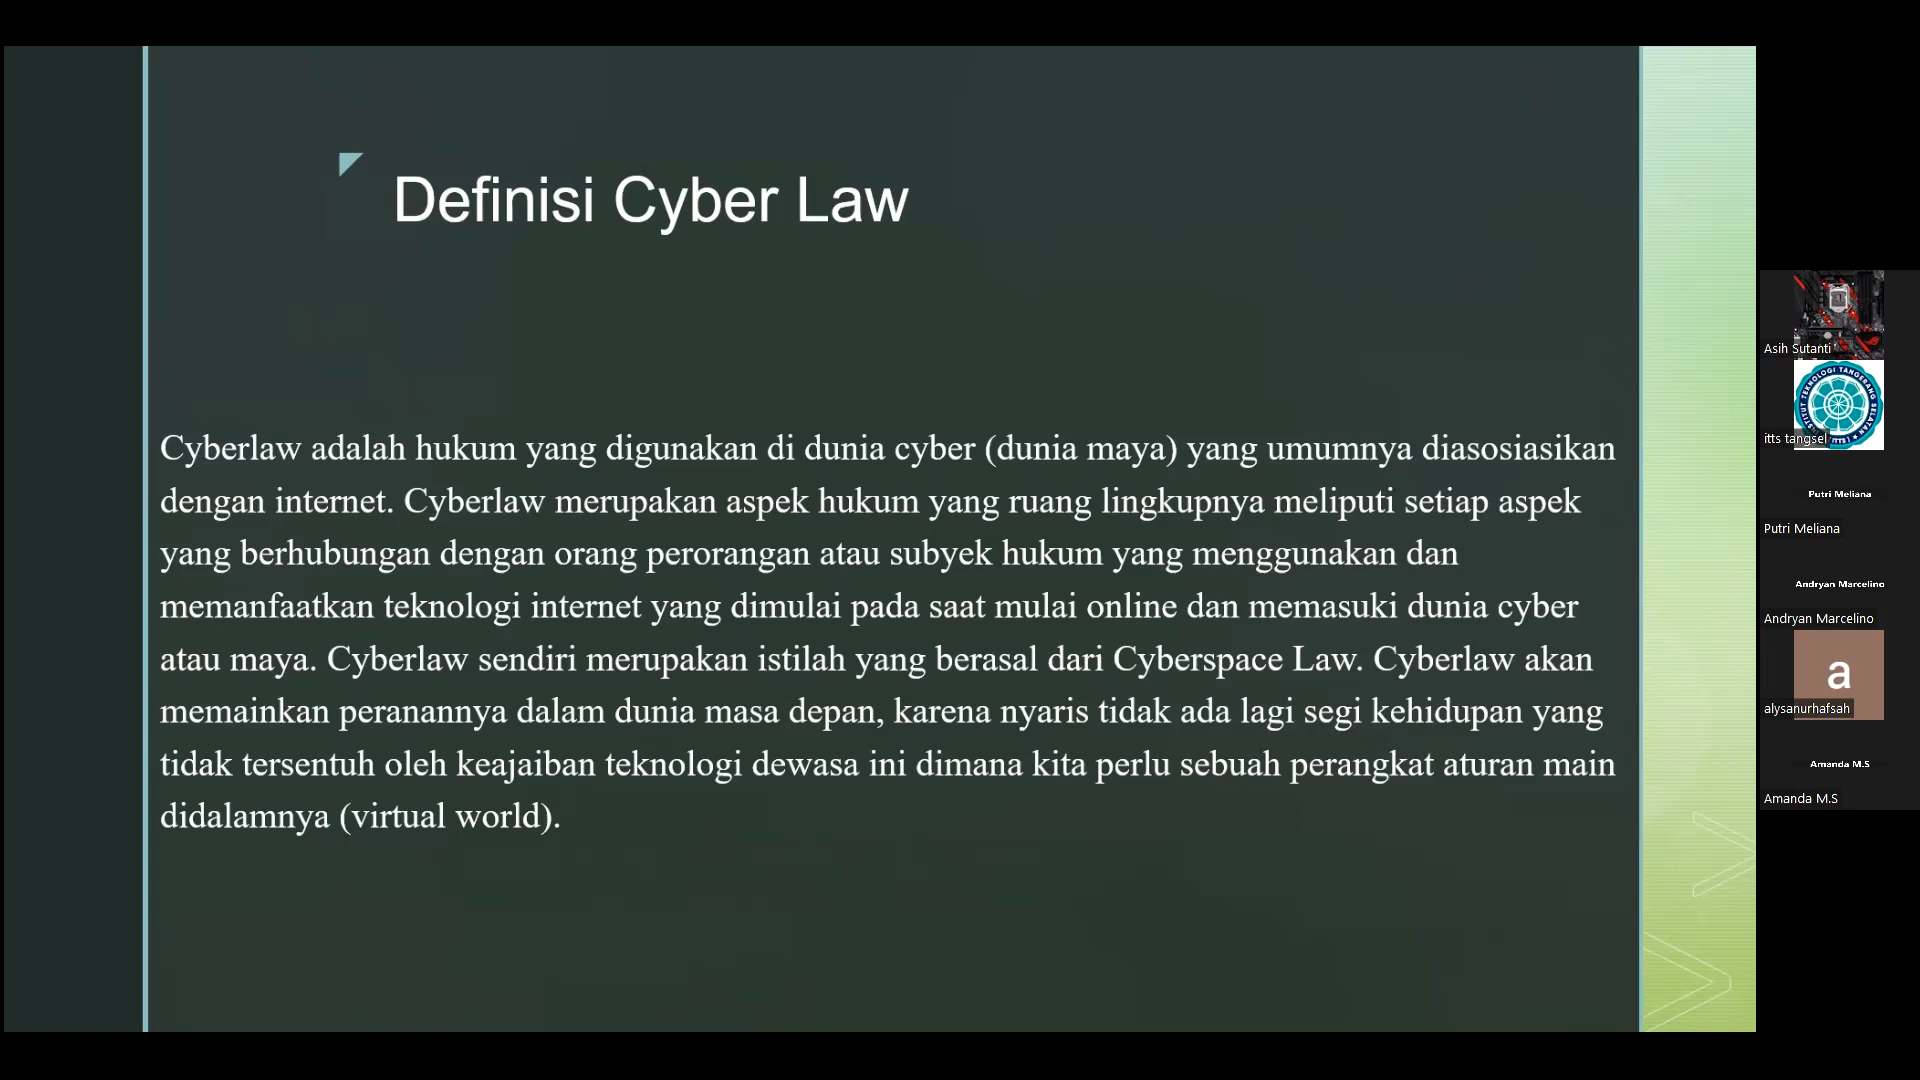 Definisi Cyber Law
Cyberlaw adalah hukum yang digunakan di dunia cyber (dunia maya) yang umumnya diasosiasikan
dengan internet. Cyberlaw merupakan aspek hukum yang ruang lingkupnya meliputi setiap aspek
yang berhubungan dengan orang perorangan atau subyek hukum yang menggunakan dan
memanfaatkan teknologi internet yang dimulai pada saat mulai online dan memasuki dunia cyber
atau maya. Cyberlaw sendiri merupakan istilah yang berasal dari Cyberspace Law. Cyberlaw akan
memainkan peranannya dalam dunia masa depan, karena nyaris tidak ada lagi segi kehidupan yang
tidak tersentuh oleh keajaiban teknologi dewasa ini dimana kita perlu sebuah perangkat aturan main
didalamnya (virtual world).
Asih Sutanti
INSTITUT TEKNOLOGI TANGERANG SELATAN
(ITTS)
itts tangsel
Putri Meliana
Putri Meliana
Andryan Marcelino
Andryan Marcelino
a
alysanurhafsah
Amanda M.S
Amanda M.S